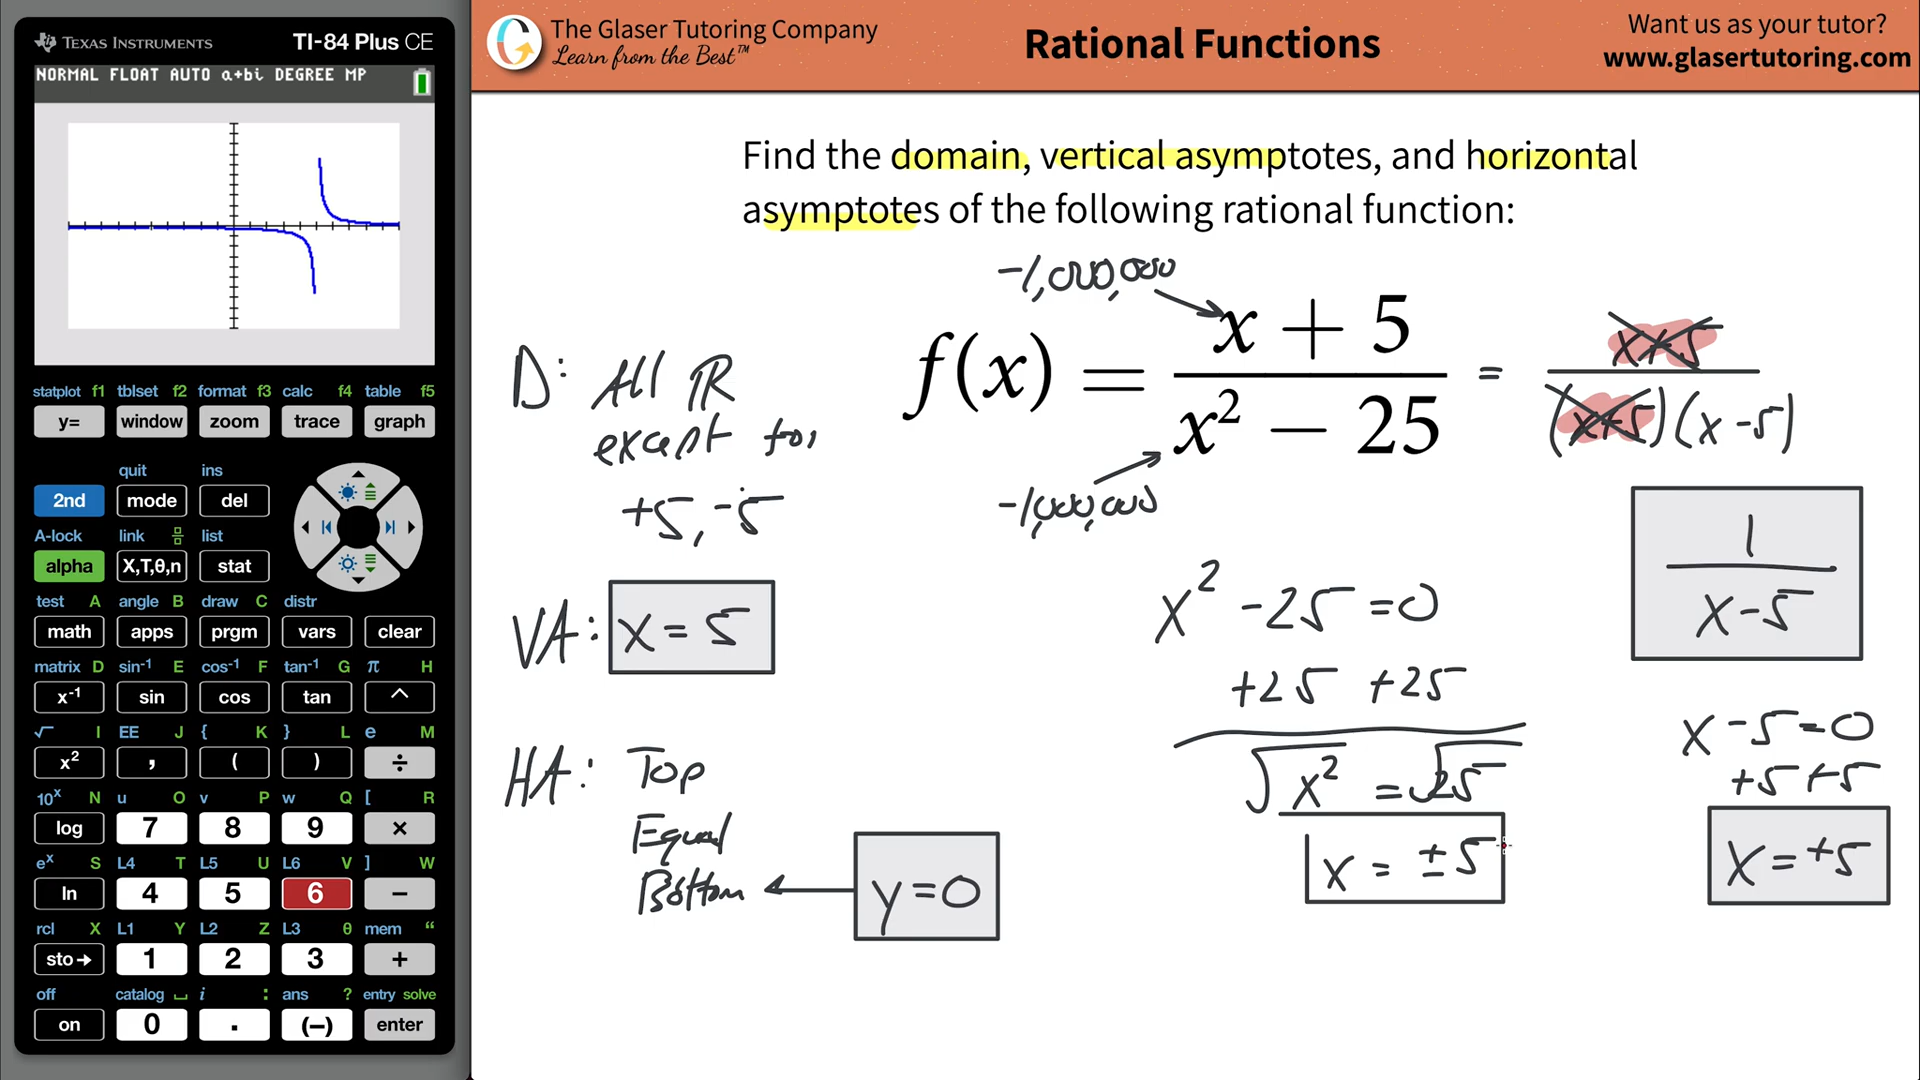 TEXAS INSTRUMENTS TI-84 Plus CE
NORMAL FLOAT AUTO a+bi DEGREE MP
statplot f1 tblset f2 format f3 calc f4 table f5
y= window zoom trace graph
quit ins
2nd mode del
A-lock link list
alpha X,T,θ,n stat
test A angle B draw C distr
math apps prgm vars clear
matrix D sin⁻¹ E cos⁻¹ F tan⁻¹ G π H
x⁻¹ sin cos tan ^
√ I EE J { K } L e M
x² , ( ) ÷
10ˣ N u O v P w Q [ R
log 7 8 9 ×
eˣ S L4 T L5 U L6 V ] W
ln 4 5 6 −
rcl X L1 Y L2 Z L3 θ mem “
sto→ 1 2 3 +
off catalog ⎵ i : ans ? entry solve
on 0 . (−) enter
The Glaser Tutoring Company
Learn from the Best™
Rational Functions
Want us as your tutor?
www.glasertutoring.com
Find the domain, vertical asymptotes, and horizontal
asymptotes of the following rational function:
-1,000,000
f(x) = x + 5 / x² − 25 = x+5 / (x+5)(x-5)
-1,000,000
D: All ℝ
except for
+5, -5
VA: x = 5
HA: Top
Equal
Bottom
y = 0
x² -25 = 0
+25 +25
√x² = √25
x = ±5
1
x-5
x - 5 = 0
+5 +5
x = +5